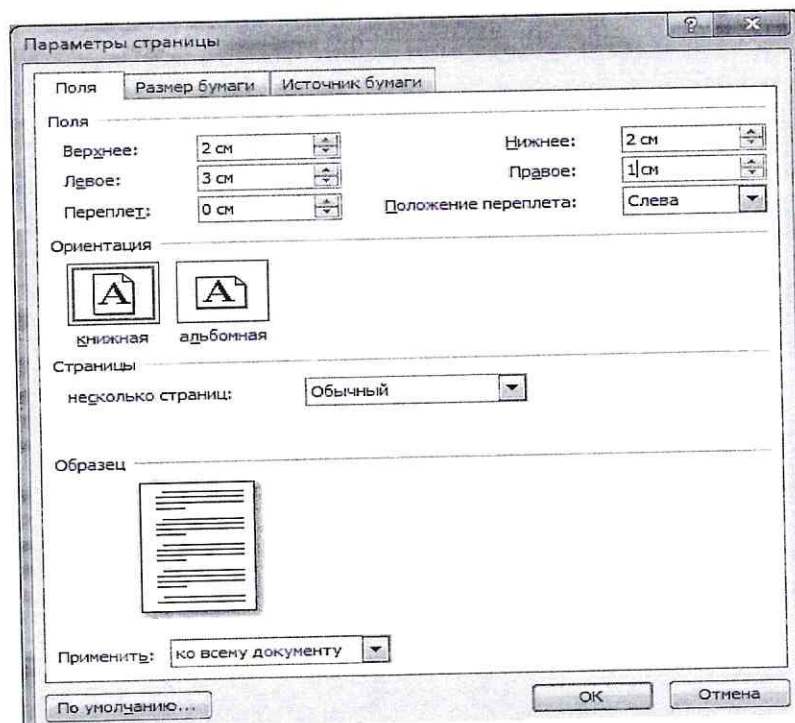 Параметры страницы
Поля Размер бумаги Источник бумаги
Поля
Верхнее: 2 см Нижнее: 2 см
Левое: 3 см Правое: 1 см
Переплет: 0 см Положение переплета: Слева
Ориентация
A A
книжная альбомная
Страницы
несколько страниц: Обычный
Образец
Применить: ко всему документу
По умолчанию... ОК Отмена